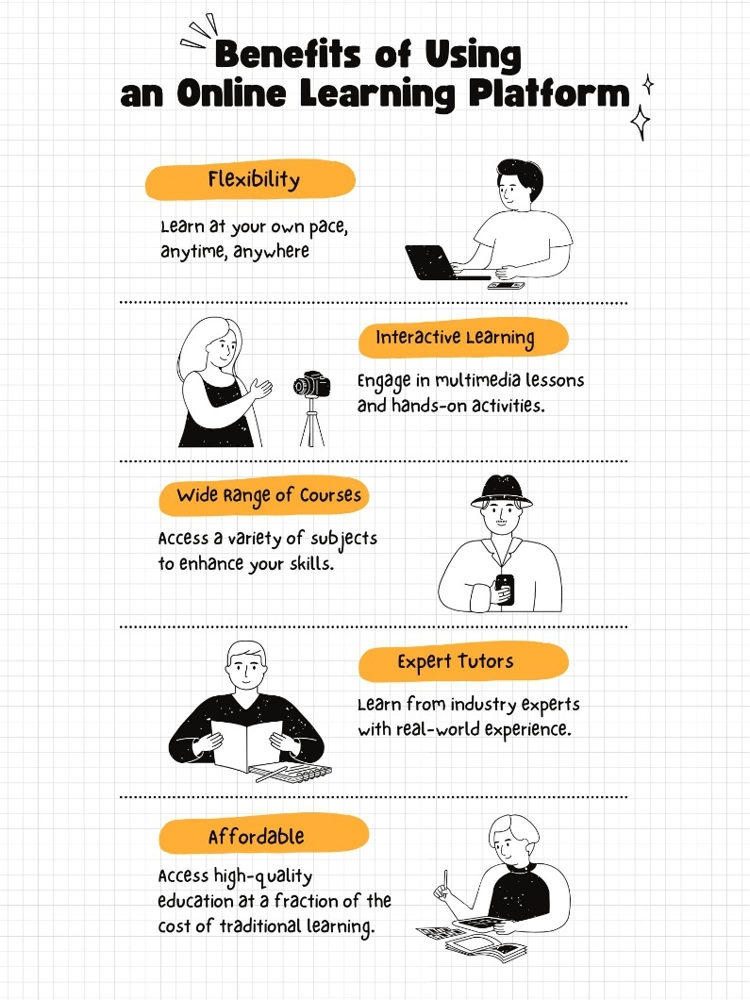 Benefits of Using
an Online Learning Platform
Flexibility
Learn at your own pace,
anytime, anywhere
Interactive Learning
Engage in multimedia lessons
and hands-on activities.
Wide Range of Courses
Access a variety of subjects
to enhance your skills.
Expert Tutors
Learn from industry experts
with real-world experience.
Affordable
Access high-quality
education at a fraction of the
cost of traditional learning.